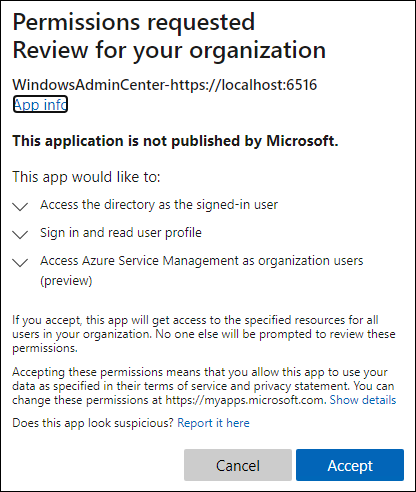 Permissions requested
Review for your organization
WindowsAdminCenter-https://localhost:6516
App info
This application is not published by Microsoft.
This app would like to:
Access the directory as the signed-in user
Sign in and read user profile
Access Azure Service Management as organization users
(preview)
If you accept, this app will get access to the specified resources for all
users in your organization. No one else will be prompted to review these
permissions.
Accepting these permissions means that you allow this app to use your
data as specified in their terms of service and privacy statement. You can
change these permissions at https://myapps.microsoft.com. Show details
Does this app look suspicious? Report it here
Cancel
Accept